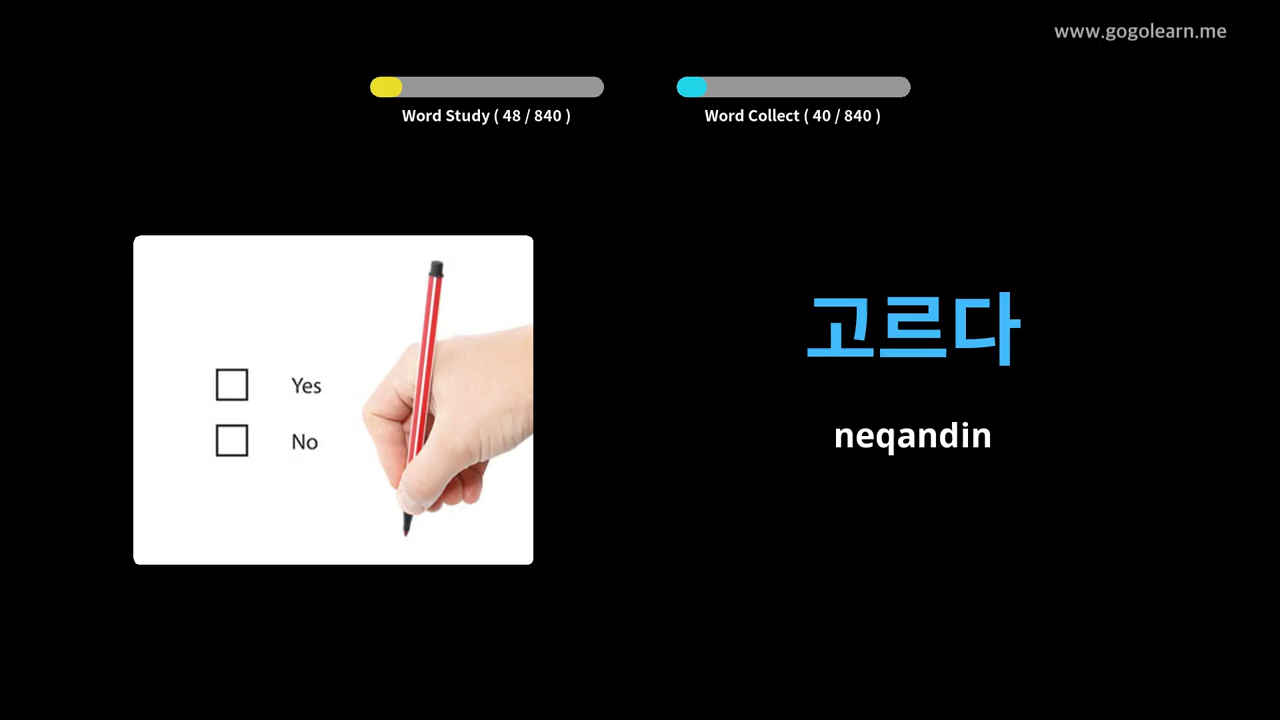 www.gogolearn.me
Word Study ( 48 / 840 )
Word Collect ( 40 / 840 )
Yes
No
고르다
neqandin